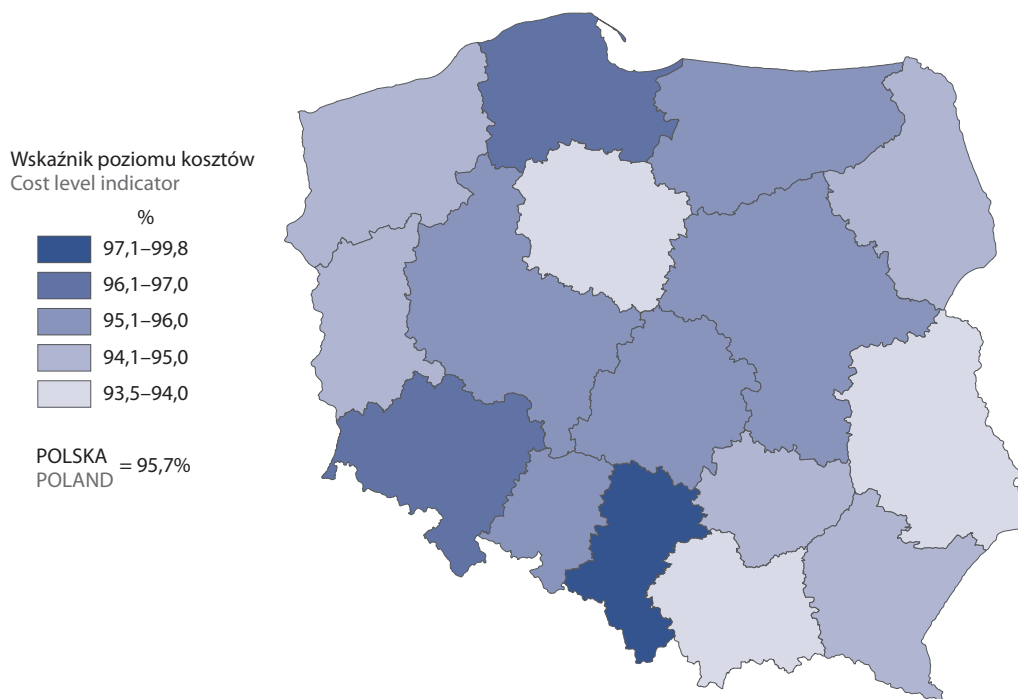 Wskaźnik poziomu kosztów
Cost level indicator
%
97,1–99,8
96,1–97,0
95,1–96,0
94,1–95,0
93,5–94,0
POLSKA
POLAND = 95,7%